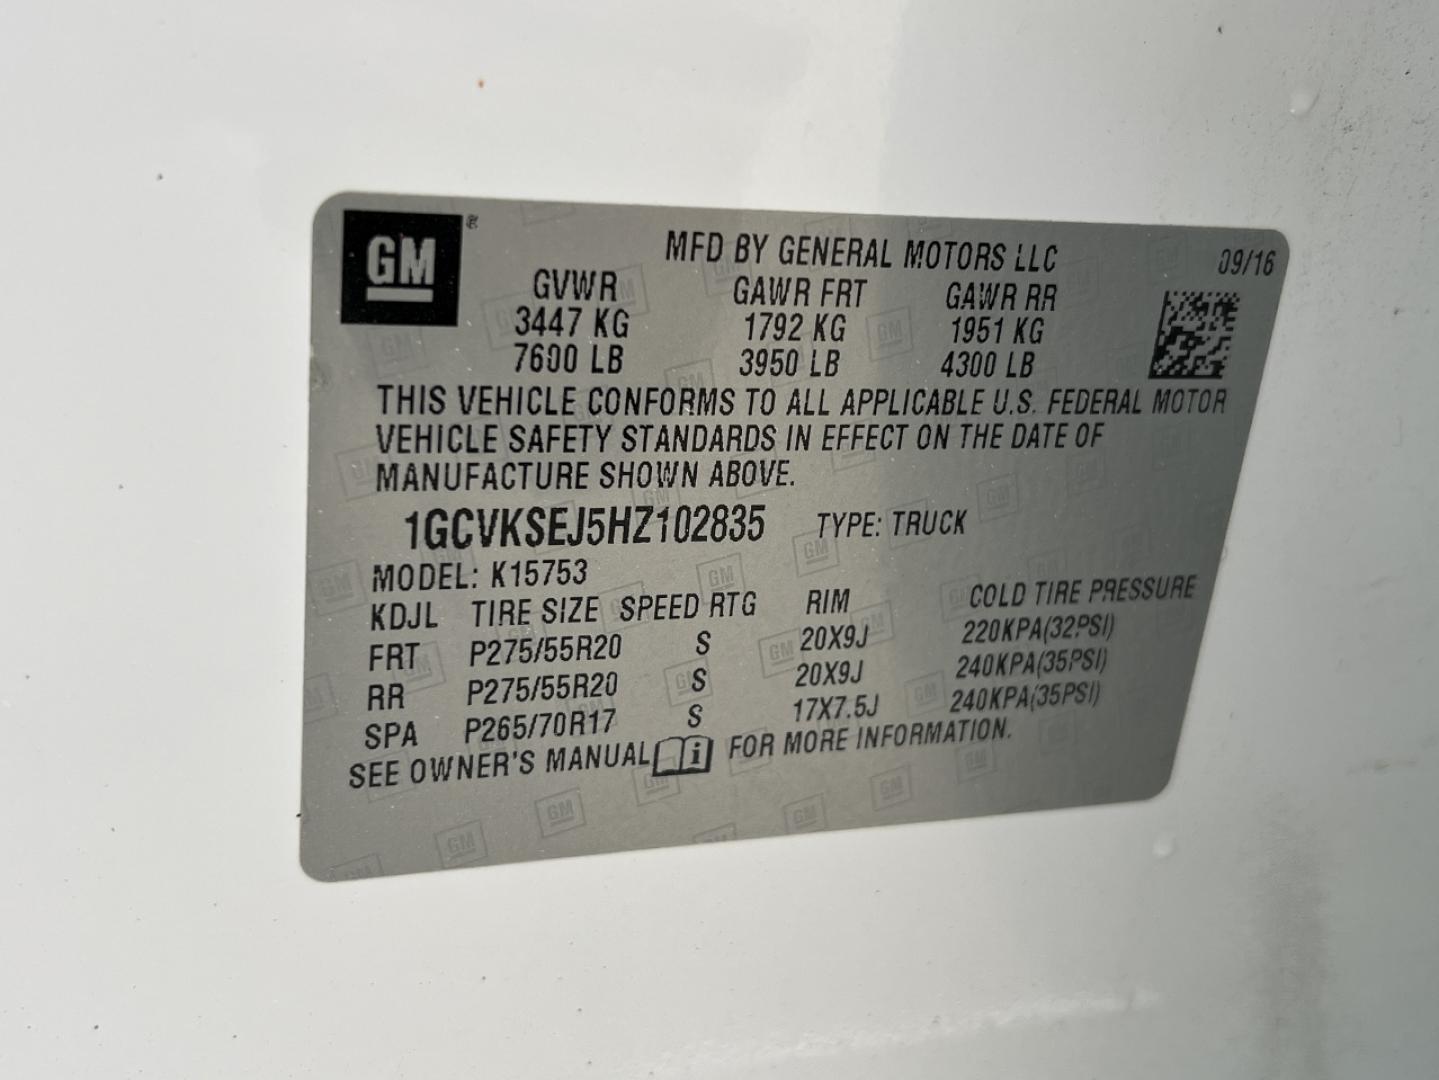 GM ®
MFD BY GENERAL MOTORS LLC 09/16
GVWR GAWR FRT GAWR RR
3447 KG 1792 KG 1951 KG
7600 LB 3950 LB 4300 LB
THIS VEHICLE CONFORMS TO ALL APPLICABLE U.S. FEDERAL MOTOR
VEHICLE SAFETY STANDARDS IN EFFECT ON THE DATE OF
MANUFACTURE SHOWN ABOVE.
1GCVKSEJ5HZ102835 TYPE: TRUCK
MODEL: K15753
KDJL TIRE SIZE SPEED RTG RIM COLD TIRE PRESSURE
FRT P275/55R20 S 20X9J 220KPA(32PSI)
RR P275/55R20 S 20X9J 240KPA(35PSI)
SPA P265/70R17 S 17X7.5J 240KPA(35PSI)
SEE OWNER'S MANUAL i FOR MORE INFORMATION.